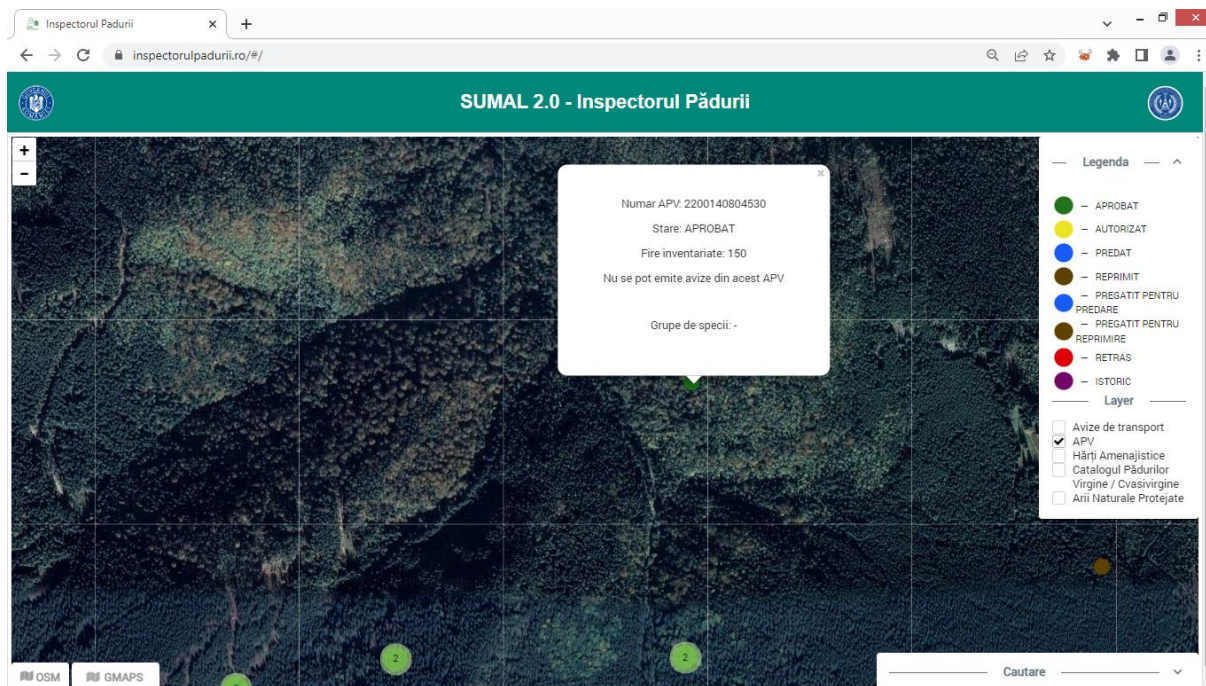 Inspectorul Padurii
inspectorulpadurii.ro/#/
SUMAL 2.0 - Inspectorul Pădurii
+
-
Numar APV: 2200140804530
Stare: APROBAT
Fire inventariate: 150
Nu se pot emite avize din acest APV
Grupe de specii: -
Legenda
– APROBAT
– AUTORIZAT
– PREDAT
– REPRIMIT
– PREGATIT PENTRU
PREDARE
– PREGATIT PENTRU
REPRIMIRE
– RETRAS
– ISTORIC
Layer
Avize de transport
APV
Hărți Amenajistice
Catalogul Pădurilor
Virgine / Cvasivirgine
Arii Naturale Protejate
2
2
OSM
GMAPS
Cautare